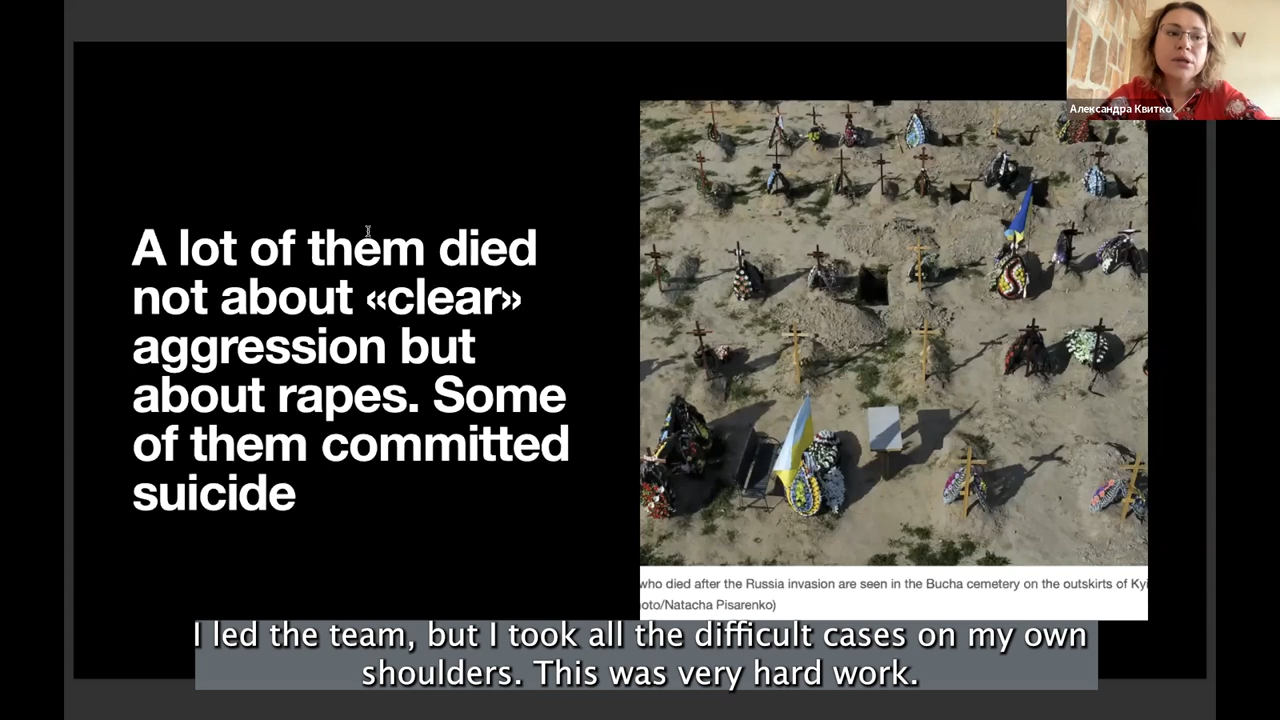 Александра Квитко
A lot of them died
not about «clear»
aggression but
about rapes. Some
of them committed
suicide
who died after the Russia invasion are seen in the Bucha cemetery on the outskirts of Kyi
oto/Natacha Pisarenko)
I led the team, but I took all the difficult cases on my own
shoulders. This was very hard work.